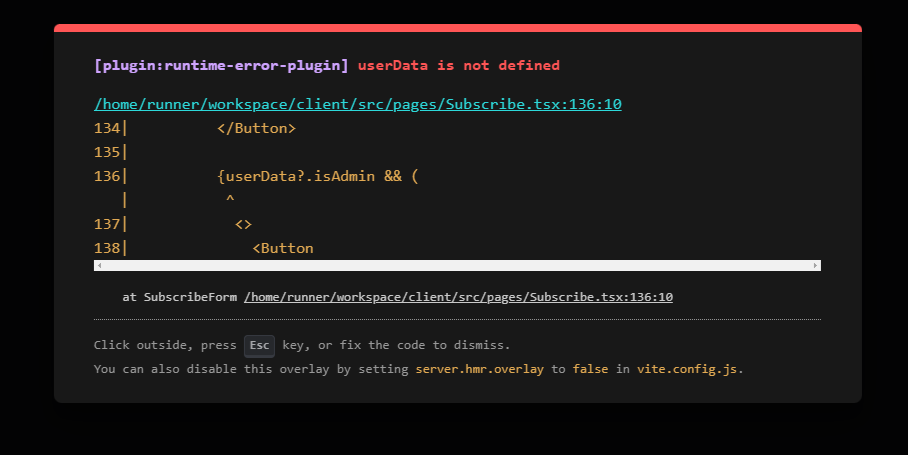 [plugin:runtime-error-plugin] userData is not defined
/home/runner/workspace/client/src/pages/Subscribe.tsx:136:10
134|          </Button>
135|
136|          {userData?.isAdmin && (
   |           ^
137|            <>
138|              <Button
at SubscribeForm /home/runner/workspace/client/src/pages/Subscribe.tsx:136:10
Click outside, press Esc key, or fix the code to dismiss.
You can also disable this overlay by setting server.hmr.overlay to false in vite.config.js.